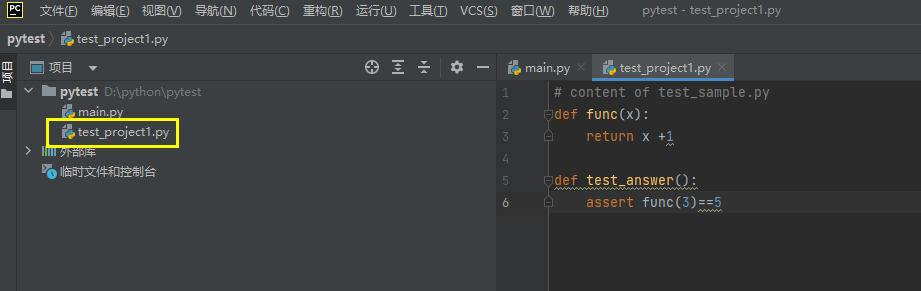 PC 文件(F) 编辑(E) 视图(V) 导航(N) 代码(C) 重构(R) 运行(U) 工具(T) VCS(S) 窗口(W) 帮助(H) pytest - test_project1.py
pytest test_project1.py
项目
项目
pytest D:\python\pytest
main.py
test_project1.py
外部库
临时文件和控制台
main.py test_project1.py
1 # content of test_sample.py
2 def func(x):
3 return x +1
4
5 def test_answer():
6 assert func(3)==5